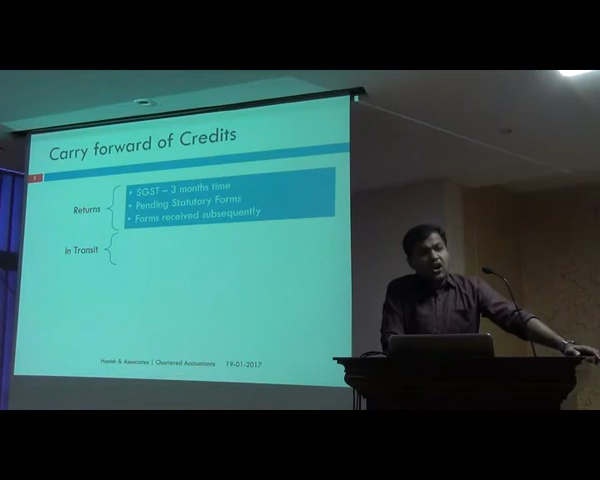 Carry forward of Credits
Returns
• SGST – 3 months time
• Pending Statutory Forms
• Forms received subsequently
In Transit
& Associates | Chartered Accountants 19-01-2017